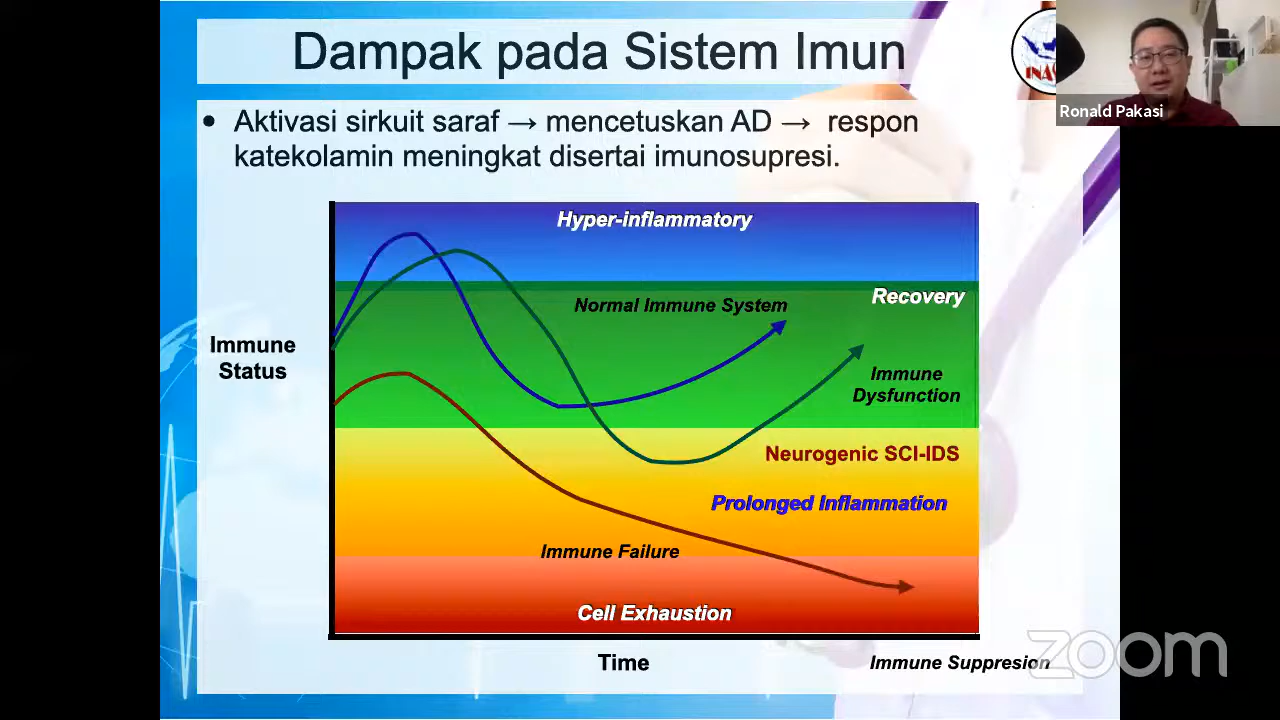 Dampak pada Sistem Imun
Ronald Pakasi
• Aktivasi sirkuit saraf → mencetuskan AD → respon
katekolamin meningkat disertai imunosupresi.
Hyper-inflammatory
Recovery
Normal Immune System
Immune
Status
Immune
Dysfunction
Neurogenic SCI-IDS
Prolonged Inflammation
Immune Failure
Cell Exhaustion
Time
Immune Suppresion
zoom